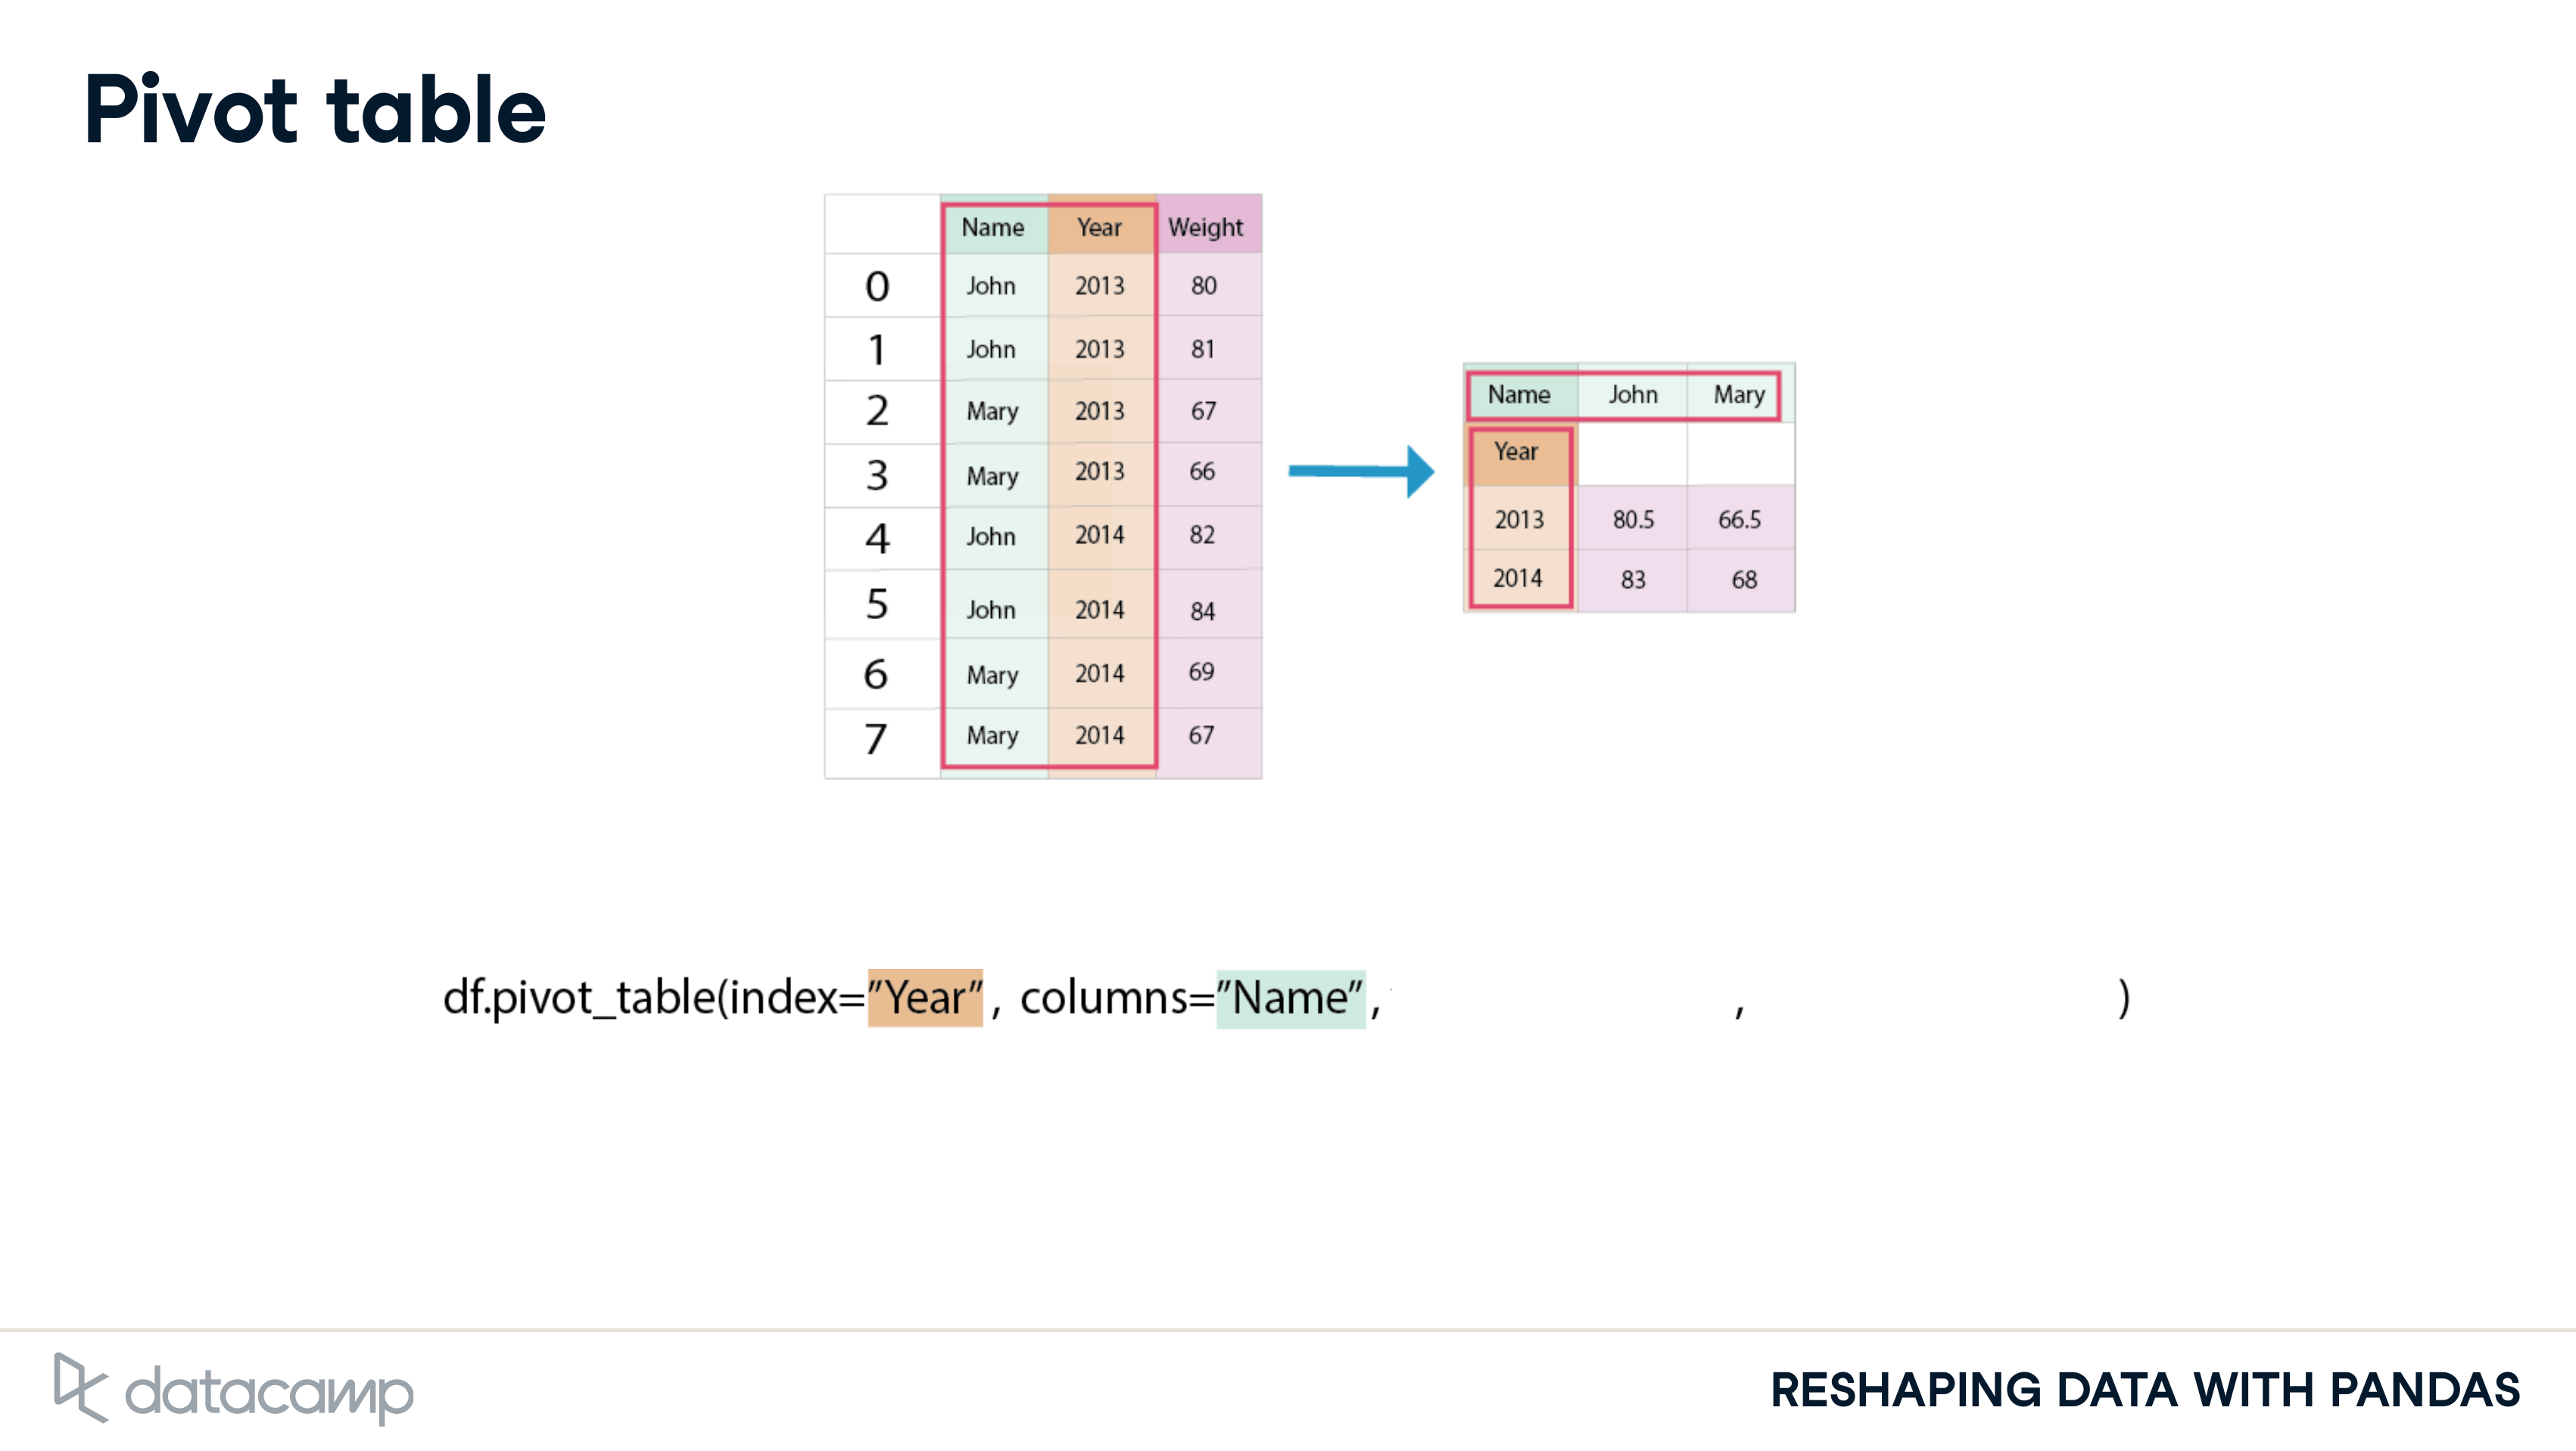 Pivot table
Name Year Weight
0 John 2013 80
1 John 2013 81
2 Mary 2013 67
3 Mary 2013 66
4 John 2014 82
5 John 2014 84
6 Mary 2014 69
7 Mary 2014 67
Name John Mary
Year
2013 80.5 66.5
2014 83 68
df.pivot_table(index="Year", columns="Name", , )
datacamp
RESHAPING DATA WITH PANDAS